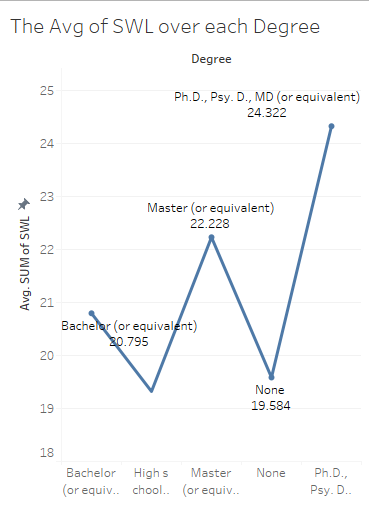 The Avg of SWL over each Degree
Degree
25
24
23
22
21
20
19
18
Avg. SUM of SWL
Ph.D., Psy. D., MD (or equivalent)
24.322
Master (or equivalent)
22.228
Bachelor (or equivalent)
20.795
None
19.584
Bachelor
(or equiv..
High s
chool..
Master
(or equiv..
None
Ph.D.,
Psy. D..